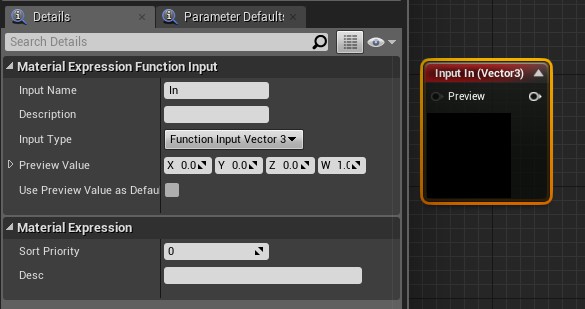 Details
Parameter Defaults
Search Details
Material Expression Function Input
Input Name
In
Description
Input Type
Function Input Vector 3
Preview Value
X 0.0
Y 0.0
Z 0.0
W 1.0
Use Preview Value as Defau
Material Expression
Sort Priority
0
Desc
Input In (Vector3)
Preview